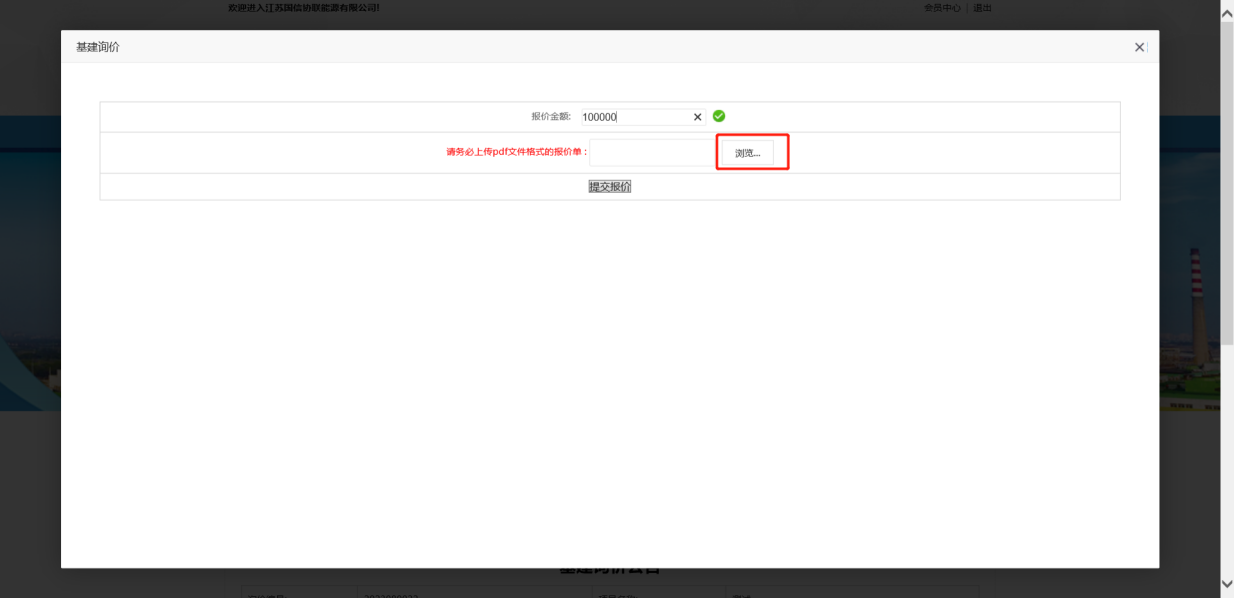 欢迎进入江苏国信协联能源有限公司!
会员中心 | 退出
基建询价
报价金额: 100000
请务必上传pdf文件格式的报价单: 浏览...
提交报价
基建询价公告